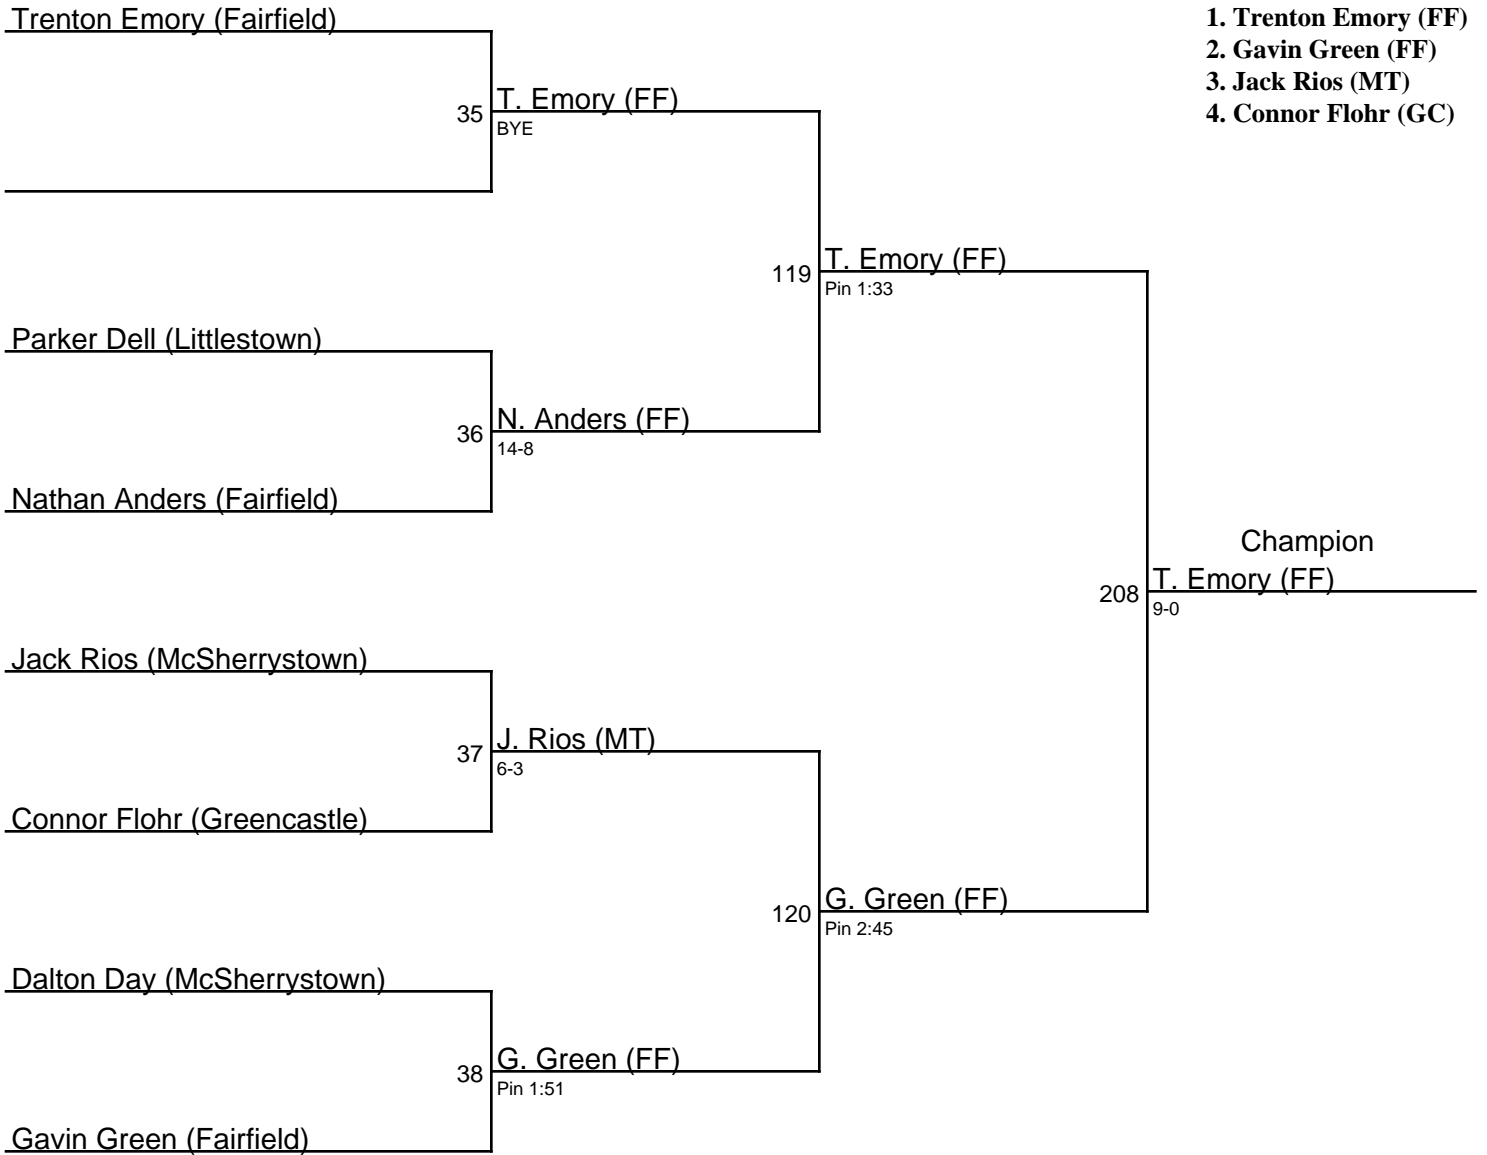 Trenton Emory (Fairfield)
1. Trenton Emory (FF)
2. Gavin Green (FF)
3. Jack Rios (MT)
4. Connor Flohr (GC)
35
T. Emory (FF)
BYE
119
T. Emory (FF)
Pin 1:33
Parker Dell (Littlestown)
36
N. Anders (FF)
14-8
Nathan Anders (Fairfield)
Champion
208
T. Emory (FF)
9-0
Jack Rios (McSherrystown)
37
J. Rios (MT)
6-3
Connor Flohr (Greencastle)
120
G. Green (FF)
Pin 2:45
Dalton Day (McSherrystown)
38
G. Green (FF)
Pin 1:51
Gavin Green (Fairfield)